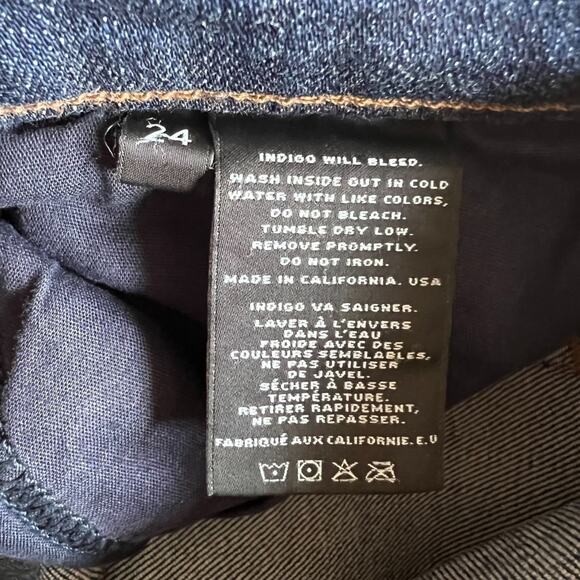 24
INDIGO WILL BLEED.
WASH INSIDE OUT IN COLD
WATER WITH LIKE COLORS,
DO NOT BLEACH.
TUMBLE DRY LOW.
REMOVE PROMPTLY.
DO NOT IRON.
MADE IN CALIFORNIA. USA
INDIGO VA SAIGNER.
LAVER À L'ENVERS
DANS L'EAU
FROIDE AVEC DES
COULEURS SEMBLABLES,
NE PAS UTILISER
DE JAVEL.
SÉCHER À BASSE
TEMPÉRATURE.
RETIRER RAPIDEMENT,
NE PAS REPASSER.
FABRIQUÉ AUX CALIFORNIE.E.U